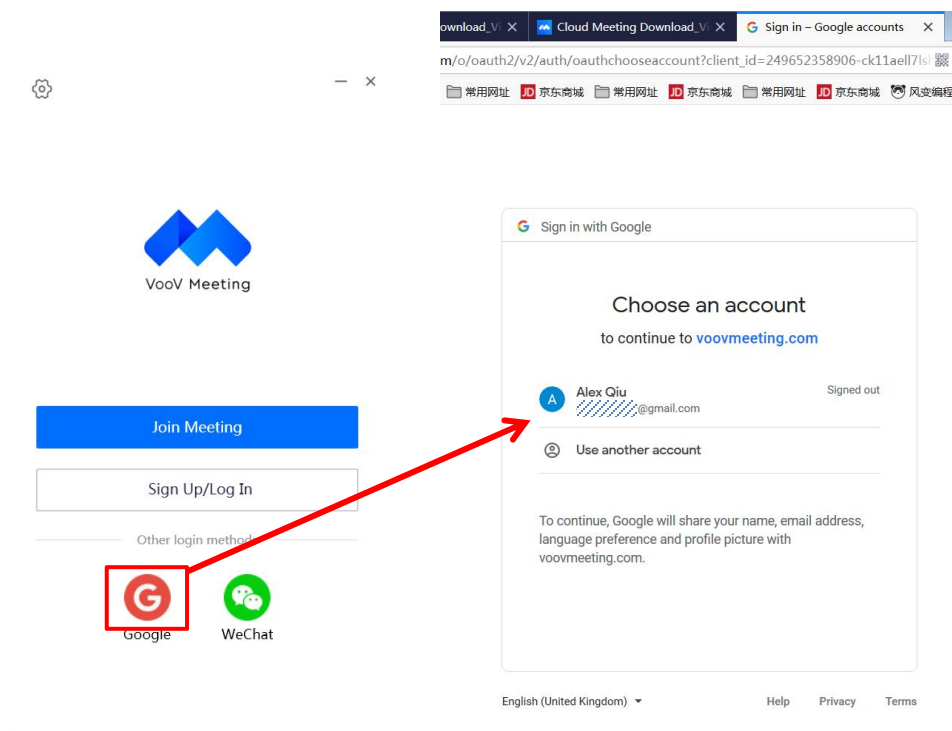 VooV Meeting
Join Meeting
Sign Up/Log In
Other login method
Google
WeChat
Cloud Meeting Download_V
Sign in – Google accounts
m/o/oauth2/v2/auth/oauthchooseaccount?client_id=249652358906-ck11aell7ls
常用网址 京东商城 常用网址 京东商城 常用网址 京东商城 风变编程
Sign in with Google
Choose an account
to continue to voovmeeting.com
A
Alex Qiu
Signed out
@gmail.com
Use another account
To continue, Google will share your name, email address,
language preference and profile picture with
voovmeeting.com.
English (United Kingdom)
Help Privacy Terms